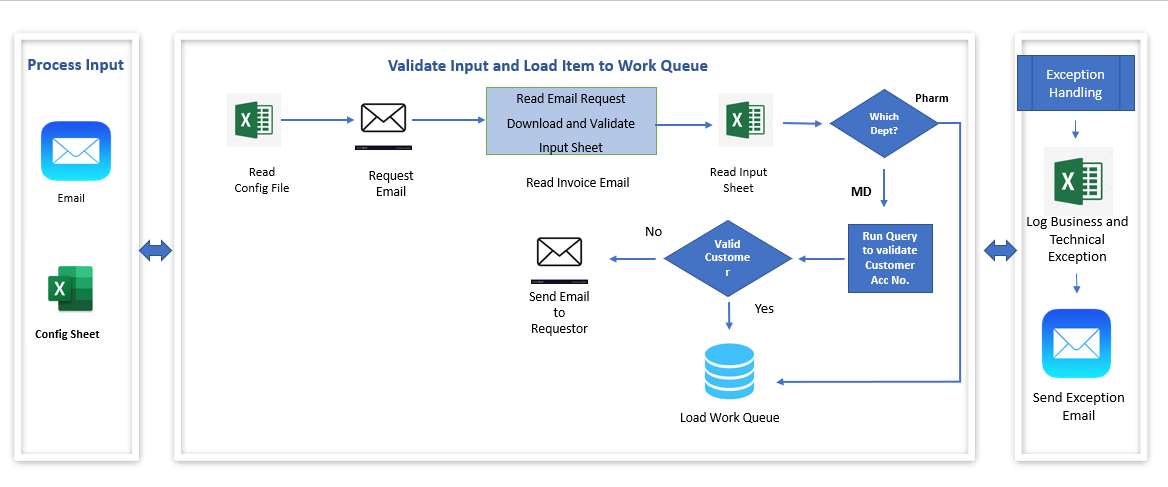 Process Input
Email
Config Sheet
Validate Input and Load Item to Work Queue
Read
Config File
Request
Email
Read Email Request
Download and Validate
Input Sheet
Read Invoice Email
Read Input
Sheet
Which
Dept?
Pharm
MD
Run Query
to validate
Customer
Acc No.
Valid
Custome
r
No
Send Email
to
Requestor
Yes
Load Work Queue
Exception
Handling
Log Business and
Technical
Exception
Send Exception
Email